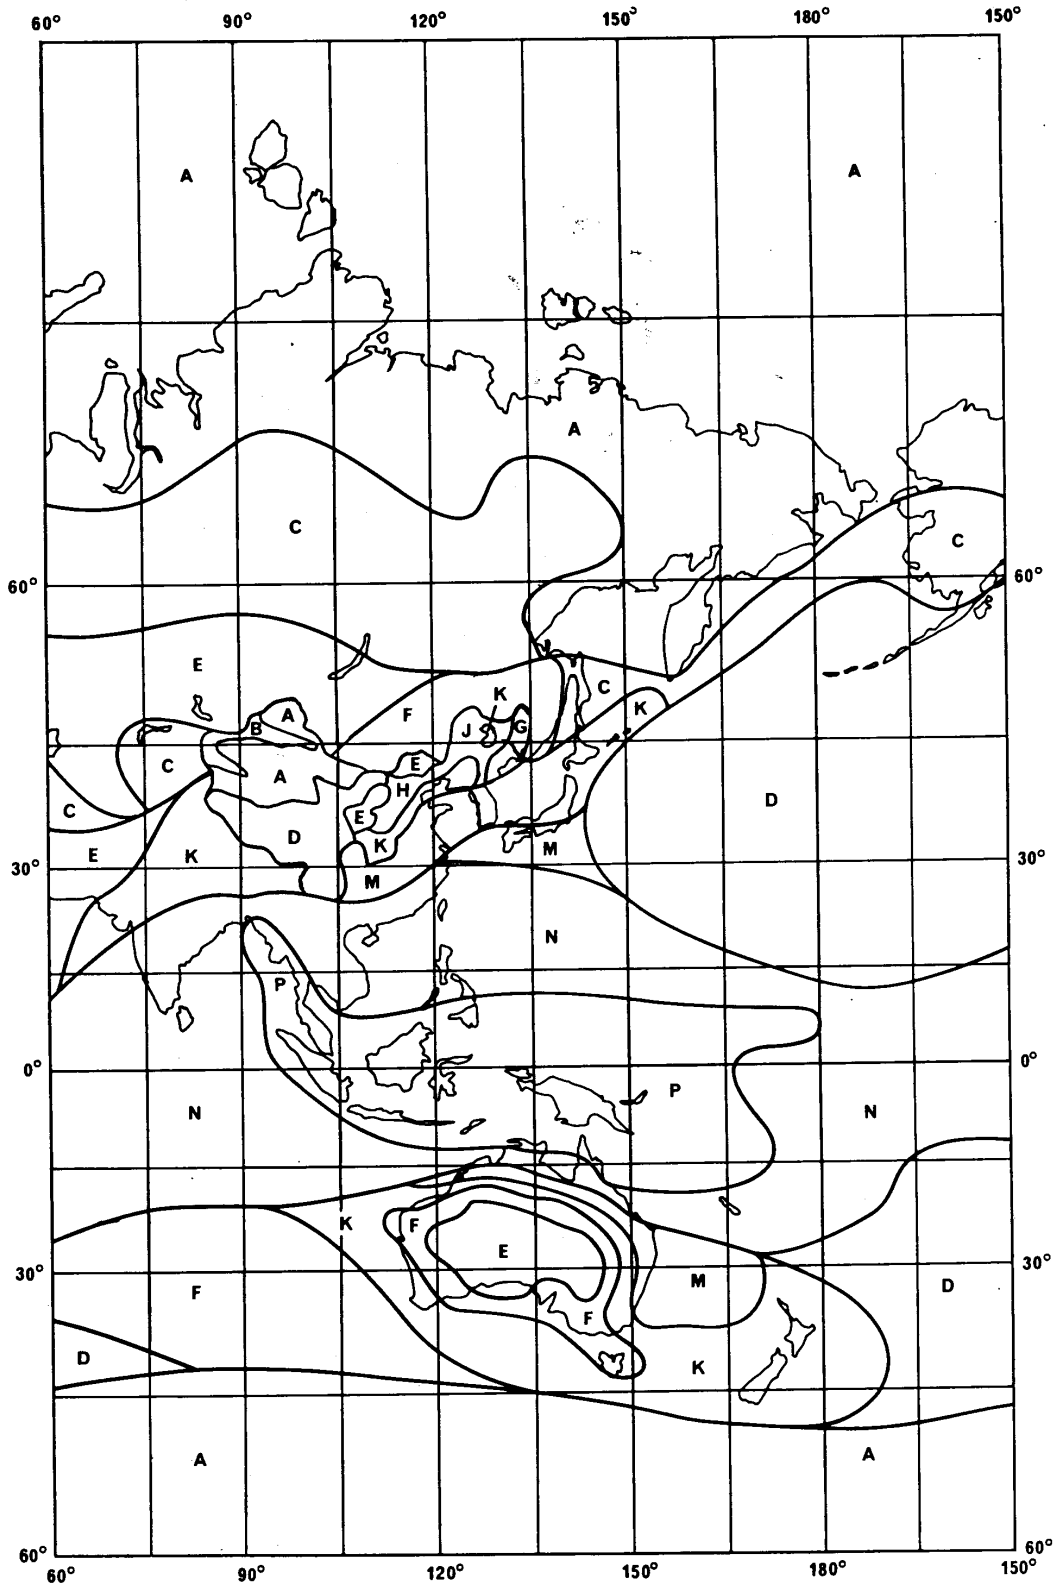 60° 90° 120° 150° 180° 150°
A A
A
C
C
60° 60°
E
K C
A F K
B J G
C E
A H D
C E
D K
E K M
30° 30°
M
N
P
0° P 0°
N N
K F
E
30° M 30°
F D
F
D K
A A
60° 60°
60° 90° 120° 150° 180° 150°